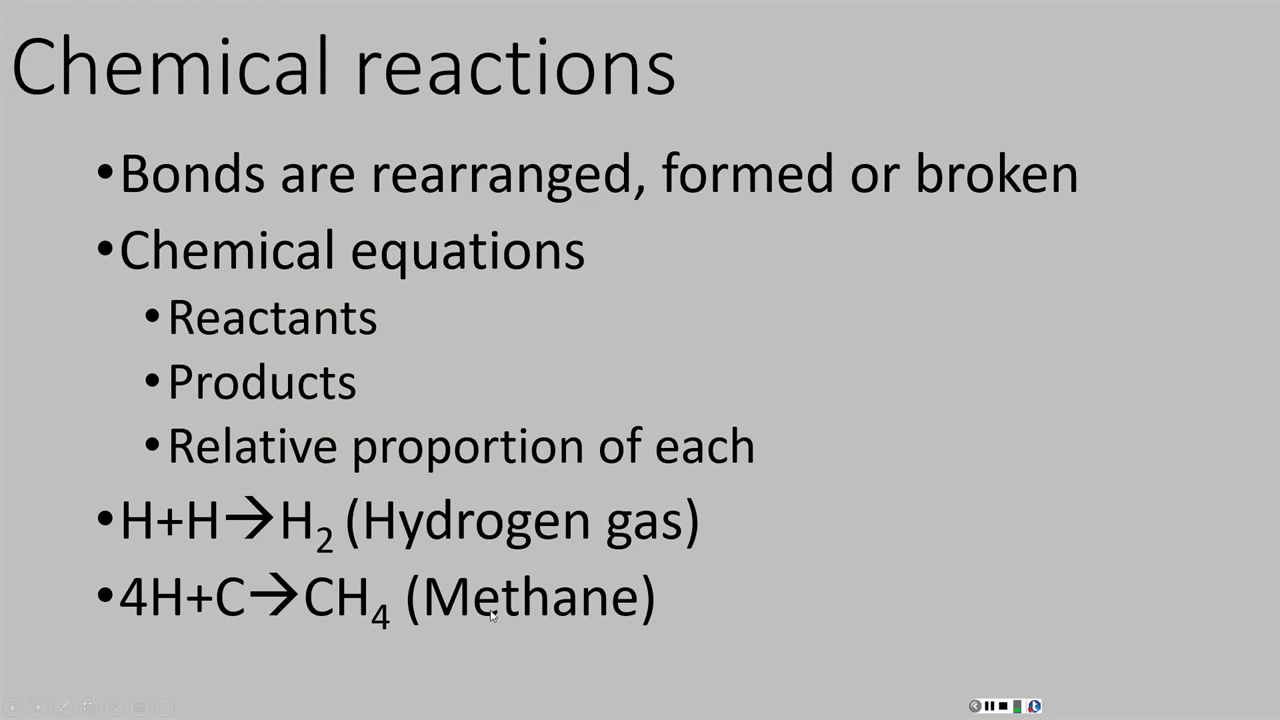 Chemical reactions
•Bonds are rearranged, formed or broken
•Chemical equations
•Reactants
•Products
•Relative proportion of each
•H+H→H₂ (Hydrogen gas)
•4H+C→CH₄ (Methane)